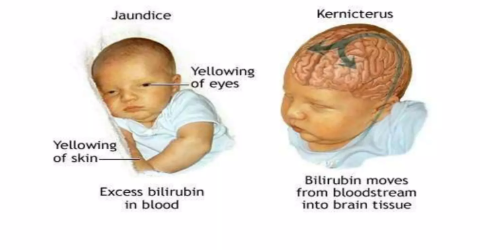 Jaundice
Yellowing
of eyes
Yellowing
of skin
Excess bilirubin
in blood
Kernicterus
Bilirubin moves
from bloodstream
into brain tissue